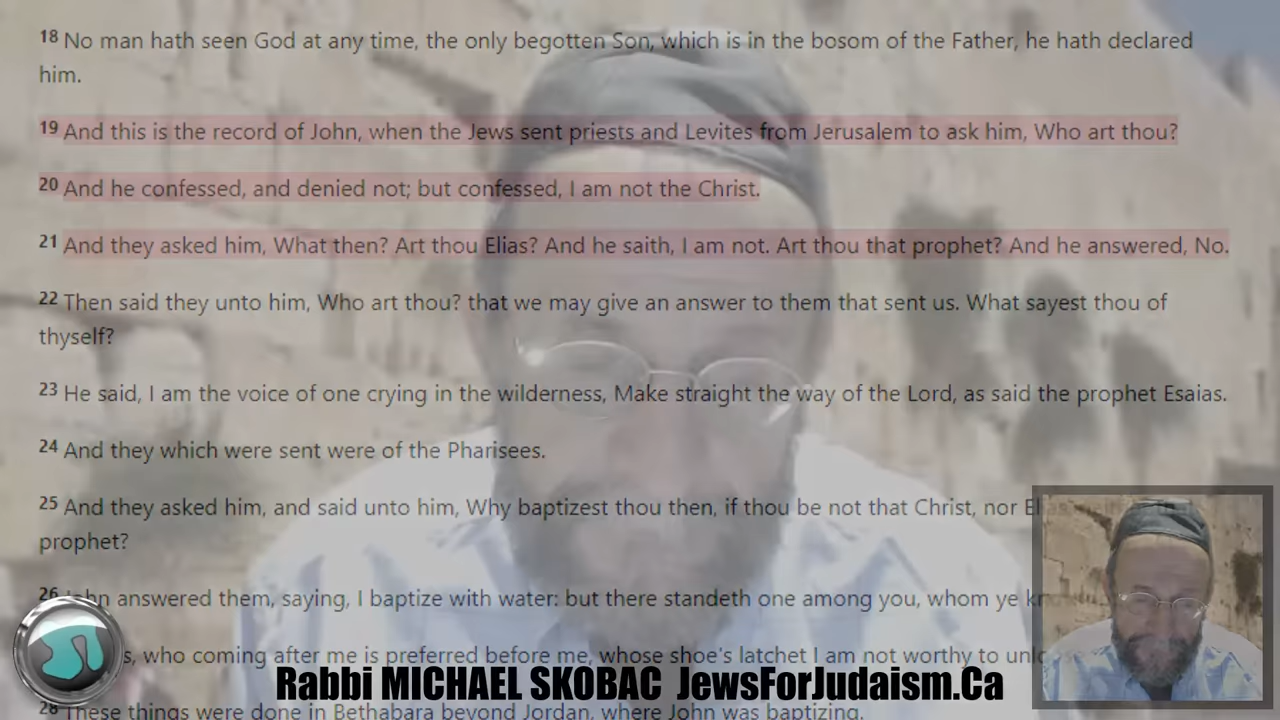 18 No man hath seen God at any time, the only begotten Son, which is in the bosom of the Father, he hath declared
him.
19 And this is the record of John, when the Jews sent priests and Levites from Jerusalem to ask him, Who art thou?
20 And he confessed, and denied not; but confessed, I am not the Christ.
21 And they asked him, What then? Art thou Elias? And he saith, I am not. Art thou that prophet? And he answered, No.
22 Then said they unto him, Who art thou? that we may give an answer to them that sent us. What sayest thou of
thyself?
23 He said, I am the voice of one crying in the wilderness, Make straight the way of the Lord, as said the prophet Esaias.
24 And they which were sent were of the Pharisees.
25 And they asked him, and said unto him, Why baptizest thou then, if thou be not that Christ, nor
prophet?
26 answered them, saying, I baptize with water: but there standeth one among you, whom ye
who coming after me is preferred before me, whose shoe's latchet I am not worthy to
Rabbi MICHAEL SKOBAC JewsForJudaism.Ca
28 These things were done in Bethabara beyond Jordan, where John was baptizing.